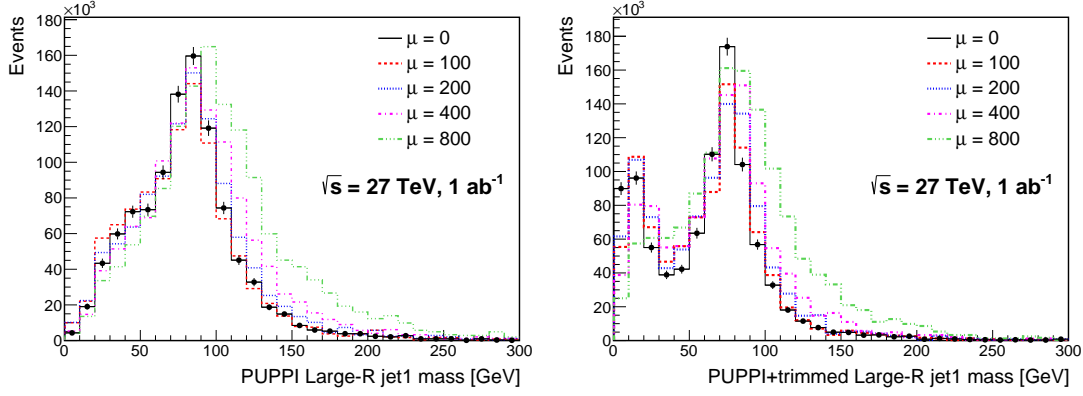 ×10³
Events
180
160
140
120
100
80
60
40
20
0
0 50 100 150 200 250 300
PUPPI Large-R jet1 mass [GeV]
μ = 0
μ = 100
μ = 200
μ = 400
μ = 800
√s = 27 TeV, 1 ab⁻¹
×10³
Events
180
160
140
120
100
80
60
40
20
0
0 50 100 150 200 250 300
PUPPI+trimmed Large-R jet1 mass [GeV]
μ = 0
μ = 100
μ = 200
μ = 400
μ = 800
√s = 27 TeV, 1 ab⁻¹